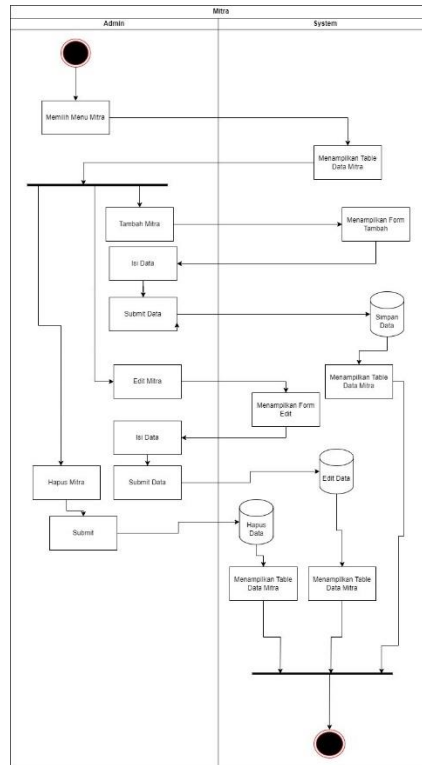 Mitra
Admin
System
Memilih Menu Mitra
Menampilkan Table
Data Mitra
Tambah Mitra
Menampilkan Form
Tambah
Isi Data
Submit Data
Simpan
Data
Edit Mitra
Menampilkan Table
Data Mitra
Menampilkan Form
Edit
Isi Data
Hapus Mitra
Submit Data
Edit Data
Submit
Hapus
Data
Menampilkan Table
Data Mitra
Menampilkan Table
Data Mitra